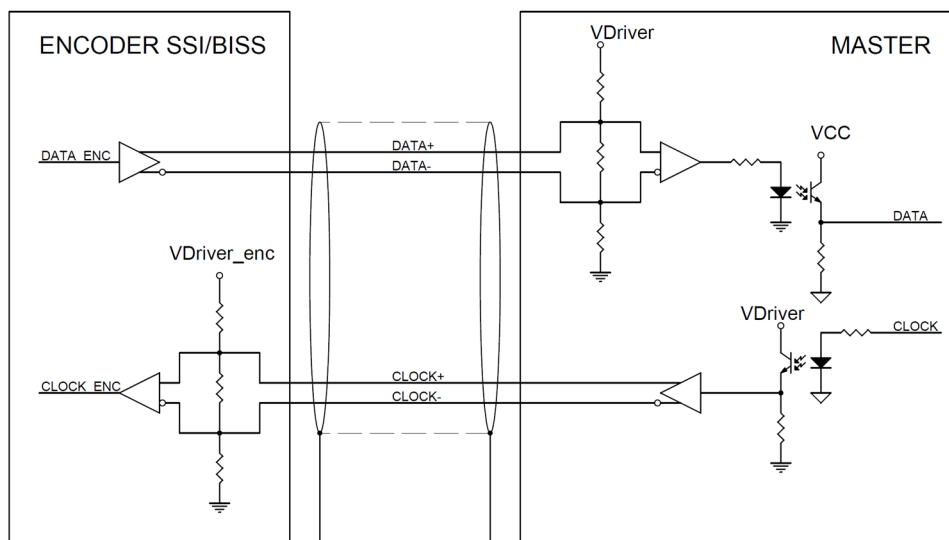 ENCODER SSI/BISS
MASTER
VDriver
VCC
DATA_ENC
DATA+
DATA-
DATA
VDriver_enc
VDriver
CLOCK
CLOCK_ENC
CLOCK+
CLOCK-